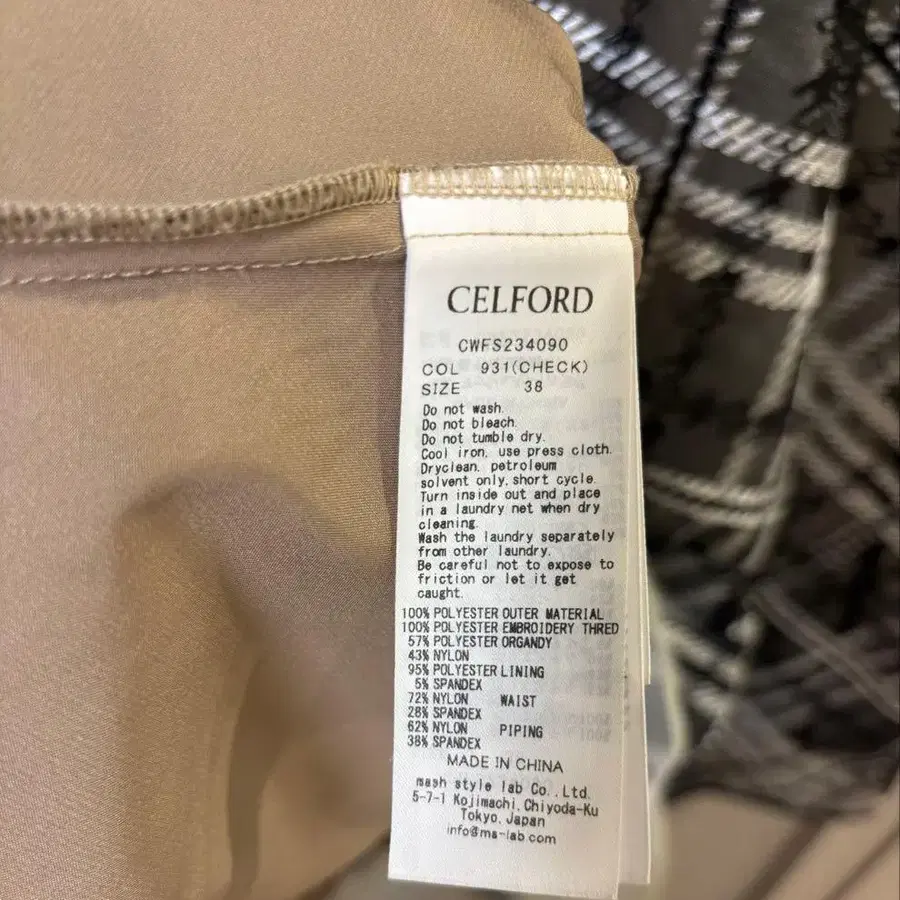 CELFORD
CWFS234090
COL 931(CHECK)
SIZE 38
Do not wash.
Do not bleach.
Do not tumble dry.
Cool iron, use press cloth.
Dryclean, petroleum
solvent only, short cycle.
Turn inside out and place
in a laundry net when dry
cleaning.
Wash the laundry separately
from other laundry.
Be careful not to expose to
friction or let it get
caught.
100% POLYESTER OUTER MATERIAL
100% POLYESTER EMBROIDERY THRED
57% POLYESTER ORGANDY
43% NYLON
95% POLYESTER LINING
5% SPANDEX
72% NYLON WAIST
28% SPANDEX
62% NYLON PIPING
38% SPANDEX
MADE IN CHINA
mash style lab Co.,Ltd.
5-7-1 Kojimachi, Chiyoda-Ku
Tokyo, Japan
info@ms-lab.com